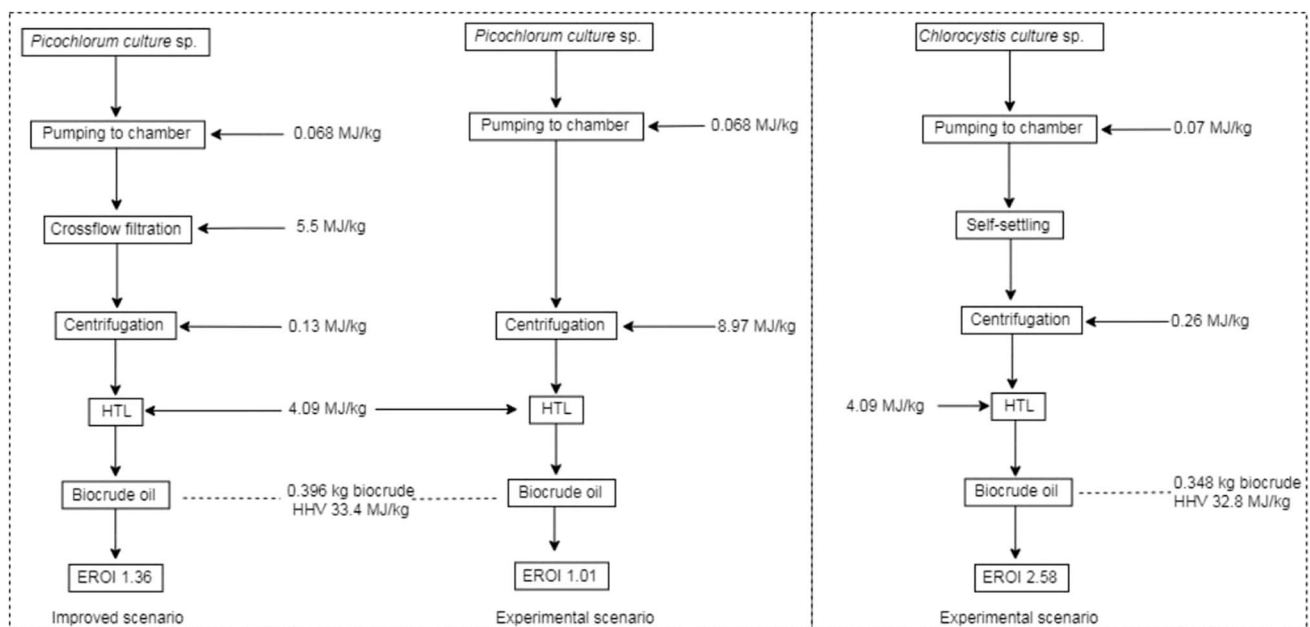 Picochlorum culture sp.
Pumping to chamber
0.068 MJ/kg
Crossflow filtration
5.5 MJ/kg
Centrifugation
0.13 MJ/kg
HTL
4.09 MJ/kg
Biocrude oil
0.396 kg biocrude
HHV 33.4 MJ/kg
EROI 1.36
Improved scenario
Picochlorum culture sp.
Pumping to chamber
0.068 MJ/kg
Centrifugation
8.97 MJ/kg
HTL
Biocrude oil
EROI 1.01
Experimental scenario
Chlorocystis culture sp.
Pumping to chamber
0.07 MJ/kg
Self-settling
Centrifugation
0.26 MJ/kg
4.09 MJ/kg
HTL
Biocrude oil
0.348 kg biocrude
HHV 32.8 MJ/kg
EROI 2.58
Experimental scenario